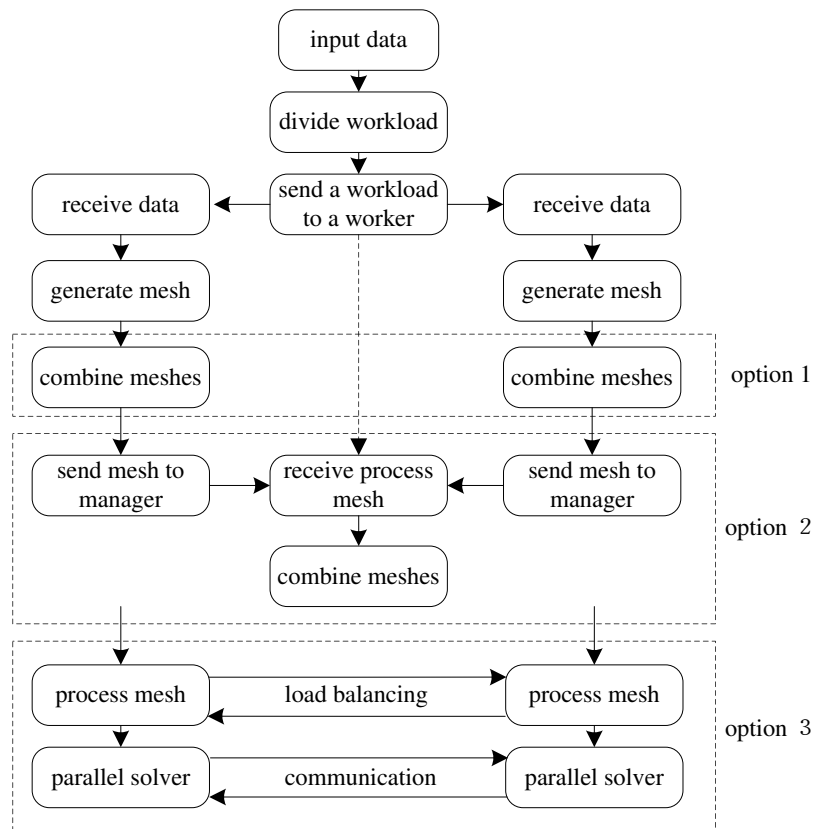 input data
divide workload
send a workload
to a worker
receive data
receive data
generate mesh
generate mesh
combine meshes
combine meshes
option 1
send mesh to
manager
receive process
mesh
send mesh to
manager
combine meshes
option 2
process mesh
load balancing
process mesh
option 3
parallel solver
communication
parallel solver